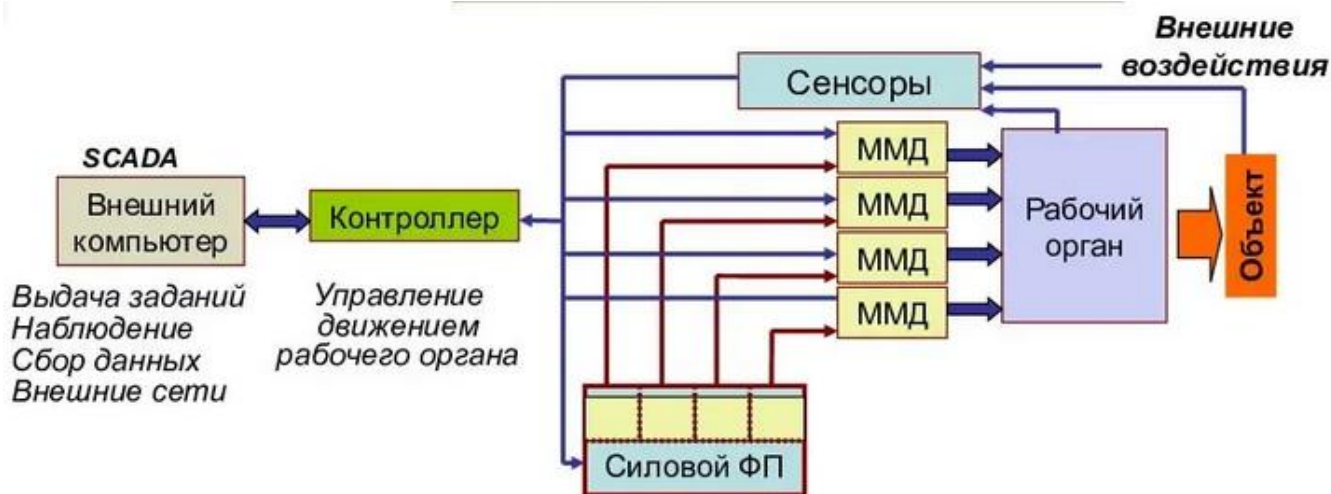 Внешние
воздействия
Сенсоры
SCADA
Внешний
компьютер
Контроллер
ММД
ММД
ММД
ММД
Рабочий
орган
Объект
Выдача заданий
Наблюдение
Сбор данных
Внешние сети
Управление
движением
рабочего органа
Силовой ФП